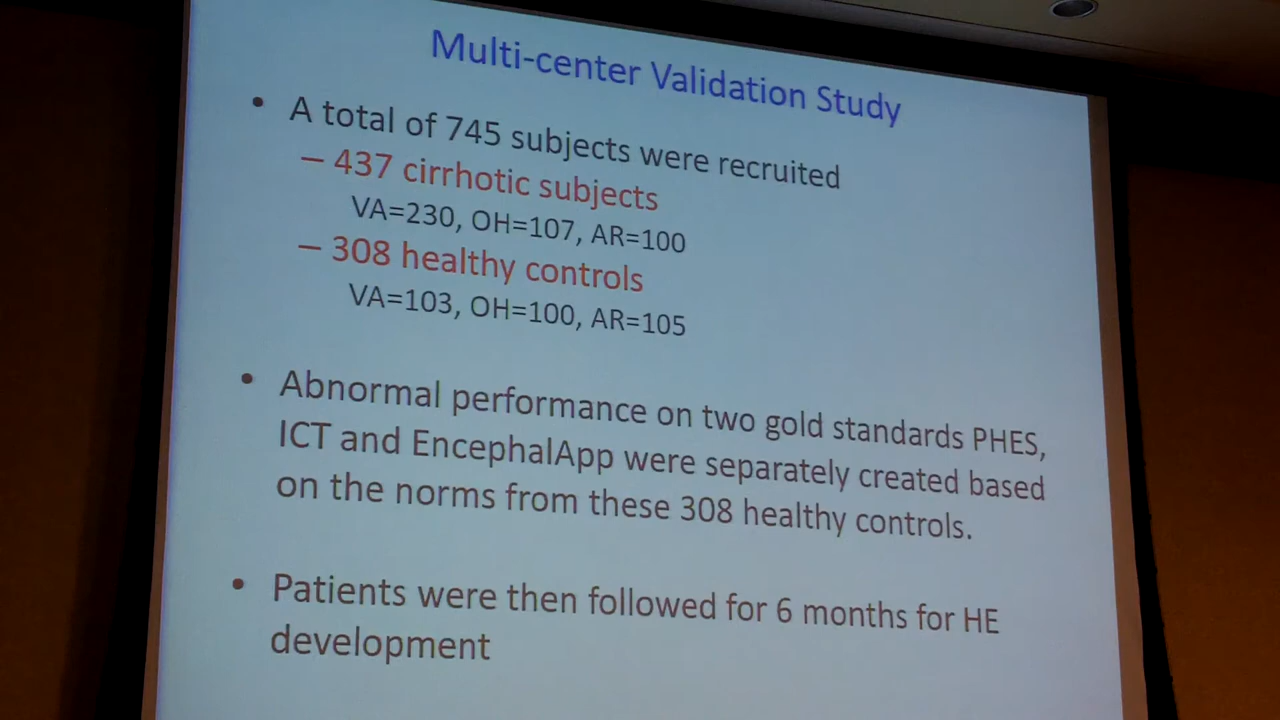 Multi-center Validation Study
• A total of 745 subjects were recruited
– 437 cirrhotic subjects
VA=230, OH=107, AR=100
– 308 healthy controls
VA=103, OH=100, AR=105
• Abnormal performance on two gold standards PHES,
ICT and EncephalApp were separately created based
on the norms from these 308 healthy controls.
• Patients were then followed for 6 months for HE
development